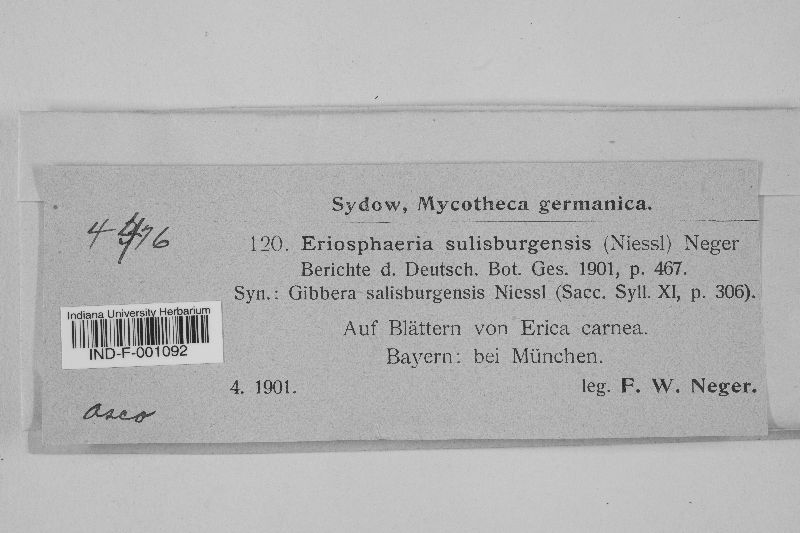 Sydow, Mycotheca germanica.
120. Eriosphaeria sulisburgensis (Niessl) Neger
Berichte d. Deutsch. Bot. Ges. 1901, p. 467.
Syn.: Gibbera salisburgensis Niessl (Sacc. Syll. XI, p. 306).
Auf Blättern von Erica carnea.
Bayern: bei München.
4. 1901. leg. F. W. Neger.
Indiana University Herbarium
IND-F-001092
asco